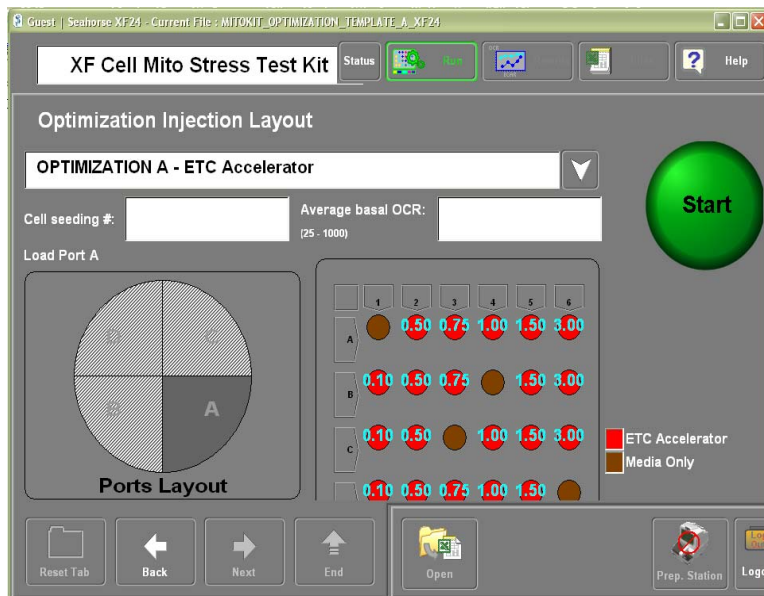 Guest | Seahorse XF24 - Current File : MITOKIT_OPTIMIZATION_TEMPLATE_A_XF24
XF Cell Mito Stress Test Kit
Status
Run
Help
Optimization Injection Layout
OPTIMIZATION A - ETC Accelerator
Start
Cell seeding #:
Average basal OCR:
(25 - 1000)
Load Port A
D C
B A
Ports Layout
1 2 3 4 5 6
A 0.50 0.75 1.00 1.50 3.00
B 0.10 0.50 0.75 1.50 3.00
C 0.10 0.50 1.00 1.50 3.00
0.10 0.50 0.75 1.00 1.50
ETC Accelerator
Media Only
Reset Tab
Back
Next
End
Open
Prep. Station
Logo